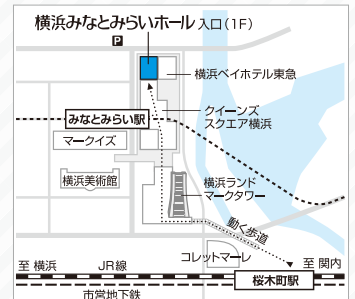 横浜みなとみらいホール 入口(1F)
P
横浜ベイホテル東急
クイーンズ
スクエア横浜
みなとみらい駅
マークイズ
横浜美術館
横浜ランド
マークタワー
動く歩道
コレットマーレ
至 横浜
JR線
至 関内
桜木町駅
市営地下鉄